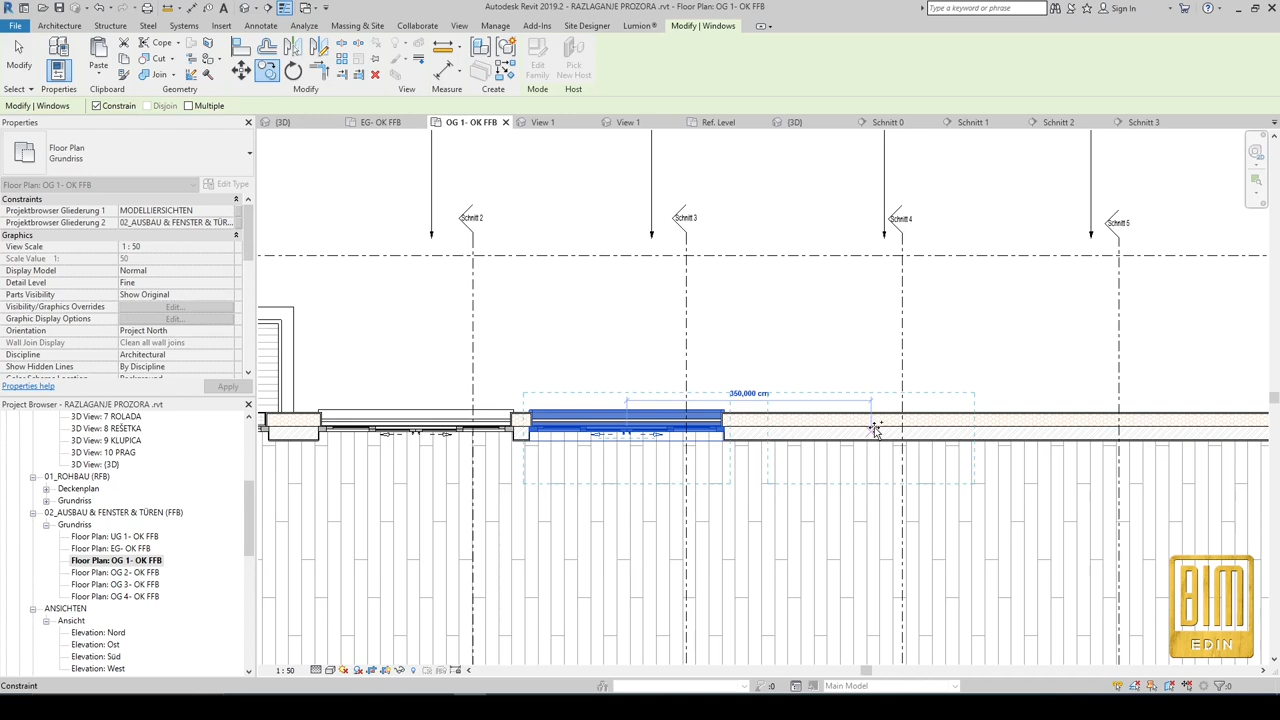 Autodesk Revit 2019.2 - RAZLAGANJE PROZORA .rvt - Floor Plan: OG 1- OK FFB
Type a keyword or phrase
Sign In
File Architecture Structure Steel Systems Insert Annotate Analyze Massing & Site Collaborate View Manage Add-Ins Site Designer Lumion® Modify | Windows
Cope
Cut
Join
Modify
Paste
Edit
Family
Pick
New Host
Select Properties Clipboard Geometry Modify View Measure Create Mode Host
Modify | Windows Constrain Disjoin Multiple
Properties
{3D} EG- OK FFB OG 1- OK FFB View 1 View 1 Ref. Level {3D} Schnitt 0 Schnitt 1 Schnitt 2 Schnitt 3
Floor Plan
Grundriss
Floor Plan: OG 1- OK FFB Edit Type
Constraints
Projektbrowser Gliederung 1 MODELLIERSICHTEN
Projektbrowser Gliederung 2 02_AUSBAU & FENSTER & TÜR...
Graphics
View Scale 1 : 50
Scale Value 1: 50
Display Model Normal
Detail Level Fine
Parts Visibility Show Original
Visibility/Graphics Overrides Edit...
Graphic Display Options Edit...
Orientation Project North
Wall Join Display Clean all wall joins
Discipline Architectural
Show Hidden Lines By Discipline
Properties help Apply
Schnitt 2
Schnitt 3
Schnitt 4
Schnitt 5
350,000 cm
Project Browser - RAZLAGANJE PROZORA .rvt
3D View: 7 ROLADA
3D View: 8 REŠETKA
3D View: 9 KLUPICA
3D View: 10 PRAG
3D View: {3D}
01_ROHBAU (RFB)
Deckenplan
Grundriss
02_AUSBAU & FENSTER & TÜREN (FFB)
Grundriss
Floor Plan: UG 1- OK FFB
Floor Plan: EG- OK FFB
Floor Plan: OG 1- OK FFB
Floor Plan: OG 2- OK FFB
Floor Plan: OG 3- OK FFB
Floor Plan: OG 4- OK FFB
ANSICHTEN
Ansicht
Elevation: Nord
Elevation: Ost
Elevation: Süd
Elevation: West
BIM
EDIN
1 : 50
Constraint
:0
Main Model
:0